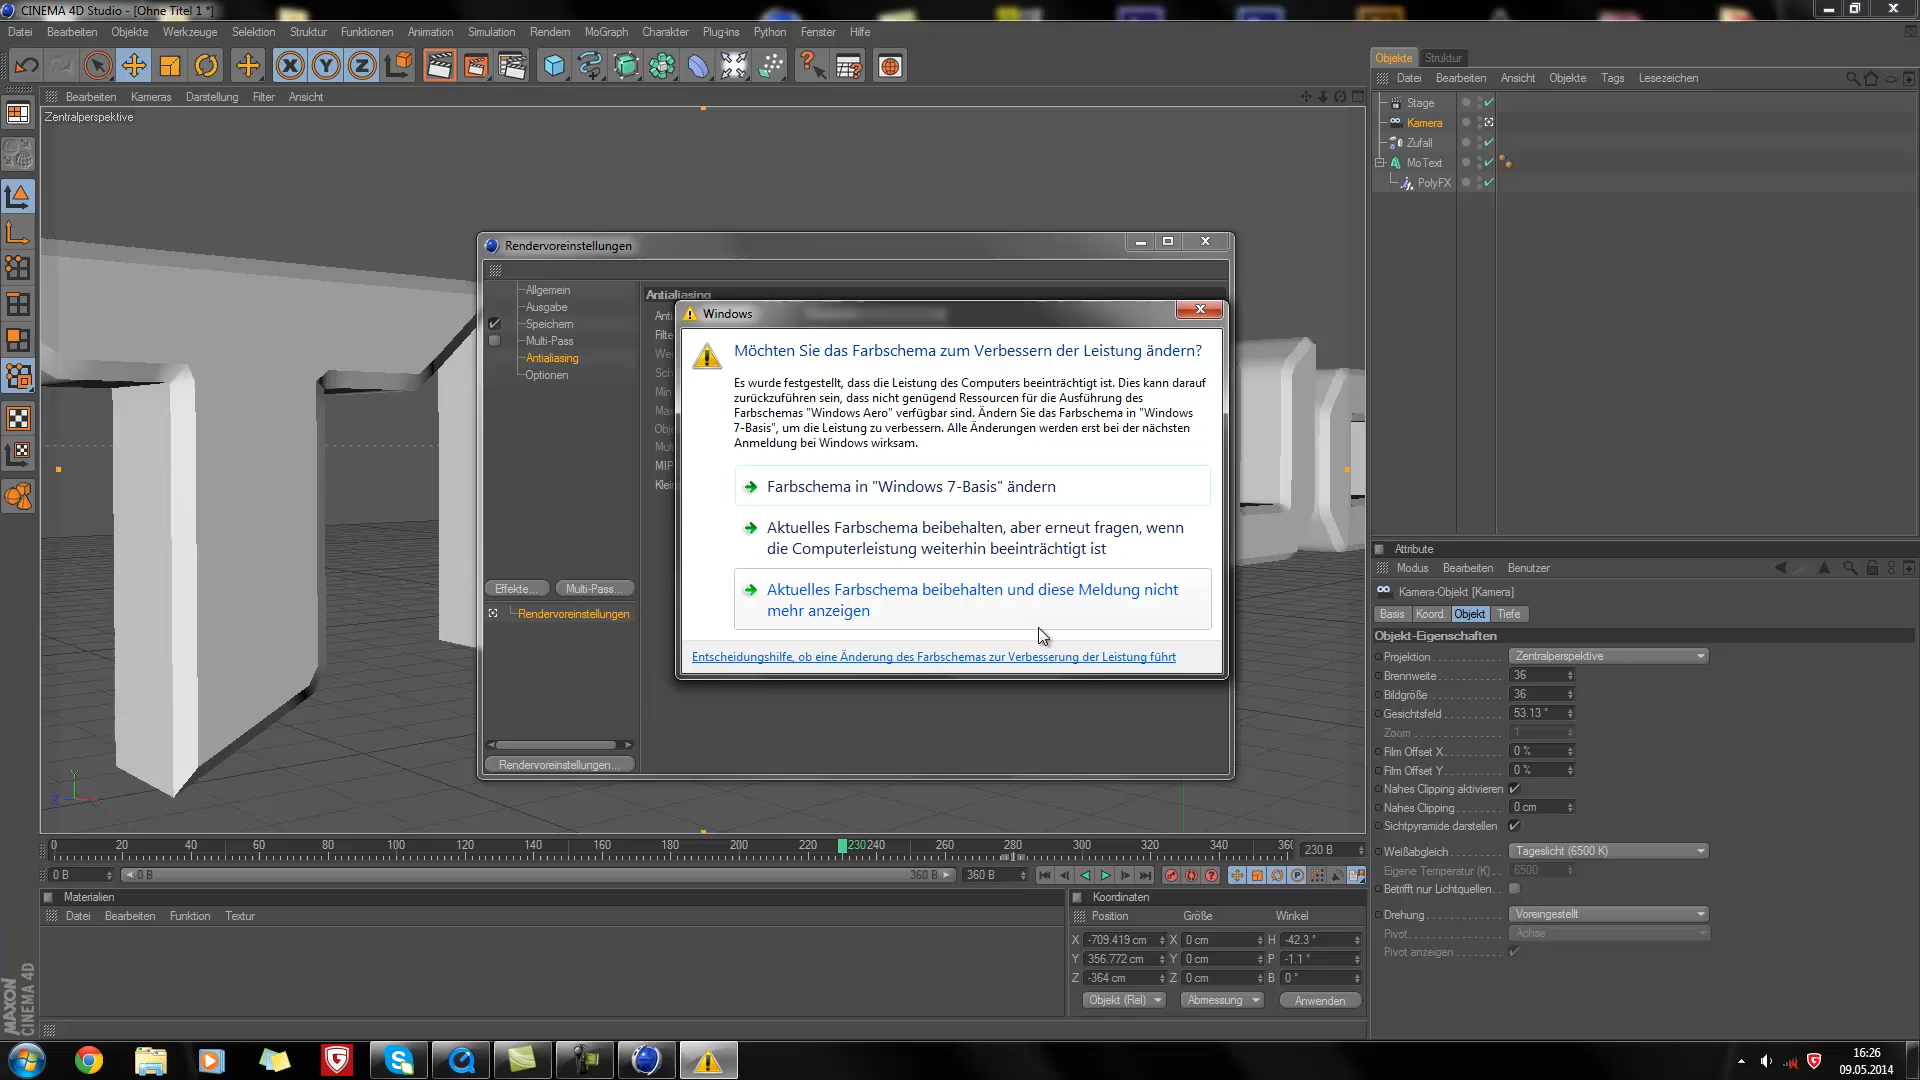 CINEMA 4D Studio - [Ohne Titel 1 *]
Datei Bearbeiten Objekte Werkzeuge Selektion Struktur Funktionen Animation Simulation Rendern MoGraph Charakter Plug-ins Python Fenster Hilfe
Bearbeiten Kameras Darstellung Filter Ansicht
Zentralperspektive
Objekte Struktur
Datei Bearbeiten Ansicht Objekte Tags Lesezeichen
Stage
Kamera
Zufall
MoText
PolyFX
Rendervoreinstellungen
Allgemein
Ausgabe
Speichern
Multi-Pass
Antialiasing
Optionen
Effekte... Multi-Pass...
Rendervoreinstellungen
Rendervoreinstellungen...
Antialiasing
Anti
Filte
We
Sch
Min
Max
Obje
Mult
MIP
Klei
Windows
Möchten Sie das Farbschema zum Verbessern der Leistung ändern?
Es wurde festgestellt, dass die Leistung des Computers beeinträchtigt ist. Dies kann darauf
zurückzuführen sein, dass nicht genügend Ressourcen für die Ausführung des
Farbschemas "Windows Aero" verfügbar sind. Ändern Sie das Farbschema in "Windows
7-Basis", um die Leistung zu verbessern. Alle Änderungen werden erst bei der nächsten
Anmeldung bei Windows wirksam.
Farbschema in "Windows 7-Basis" ändern
Aktuelles Farbschema beibehalten, aber erneut fragen, wenn
die Computerleistung weiterhin beeinträchtigt ist
Aktuelles Farbschema beibehalten und diese Meldung nicht
mehr anzeigen
Entscheidungshilfe, ob eine Änderung des Farbschemas zur Verbesserung der Leistung führt
Attribute
Modus Bearbeiten Benutzer
Kamera-Objekt [Kamera]
Basis Koord. Objekt Tiefe
Objekt-Eigenschaften
Projektion Zentralperspektive
Brennweite 36
Bildgröße 36
Gesichtsfeld 53.13 °
Zoom 1
Film Offset X 0 %
Film Offset Y 0 %
Nahes Clipping aktivieren
Nahes Clipping 0 cm
Sichtpyramide darstellen
Weißabgleich Tageslicht (6500 K)
Eigene Temperatur (K) 6500
Betrifft nur Lichtquellen
Drehung Voreingestellt
Pivot Achse
Pivot anzeigen
0 20 40 60 80 100 120 140 160 180 200 220 230 240 260 280 300 320 340 360 230 B
0 B 0 B 360 B 360 B
Materialien
Datei Bearbeiten Funktion Textur
Koordinaten
Position Größe Winkel
X -709.419 cm X 0 cm H -42.3 °
Y 356.772 cm Y 0 cm P -1.1 °
Z -364 cm Z 0 cm B 0 °
Objekt (Rel) Abmessung Anwenden
MAXON
CINEMA 4D
16:26
09.05.2014